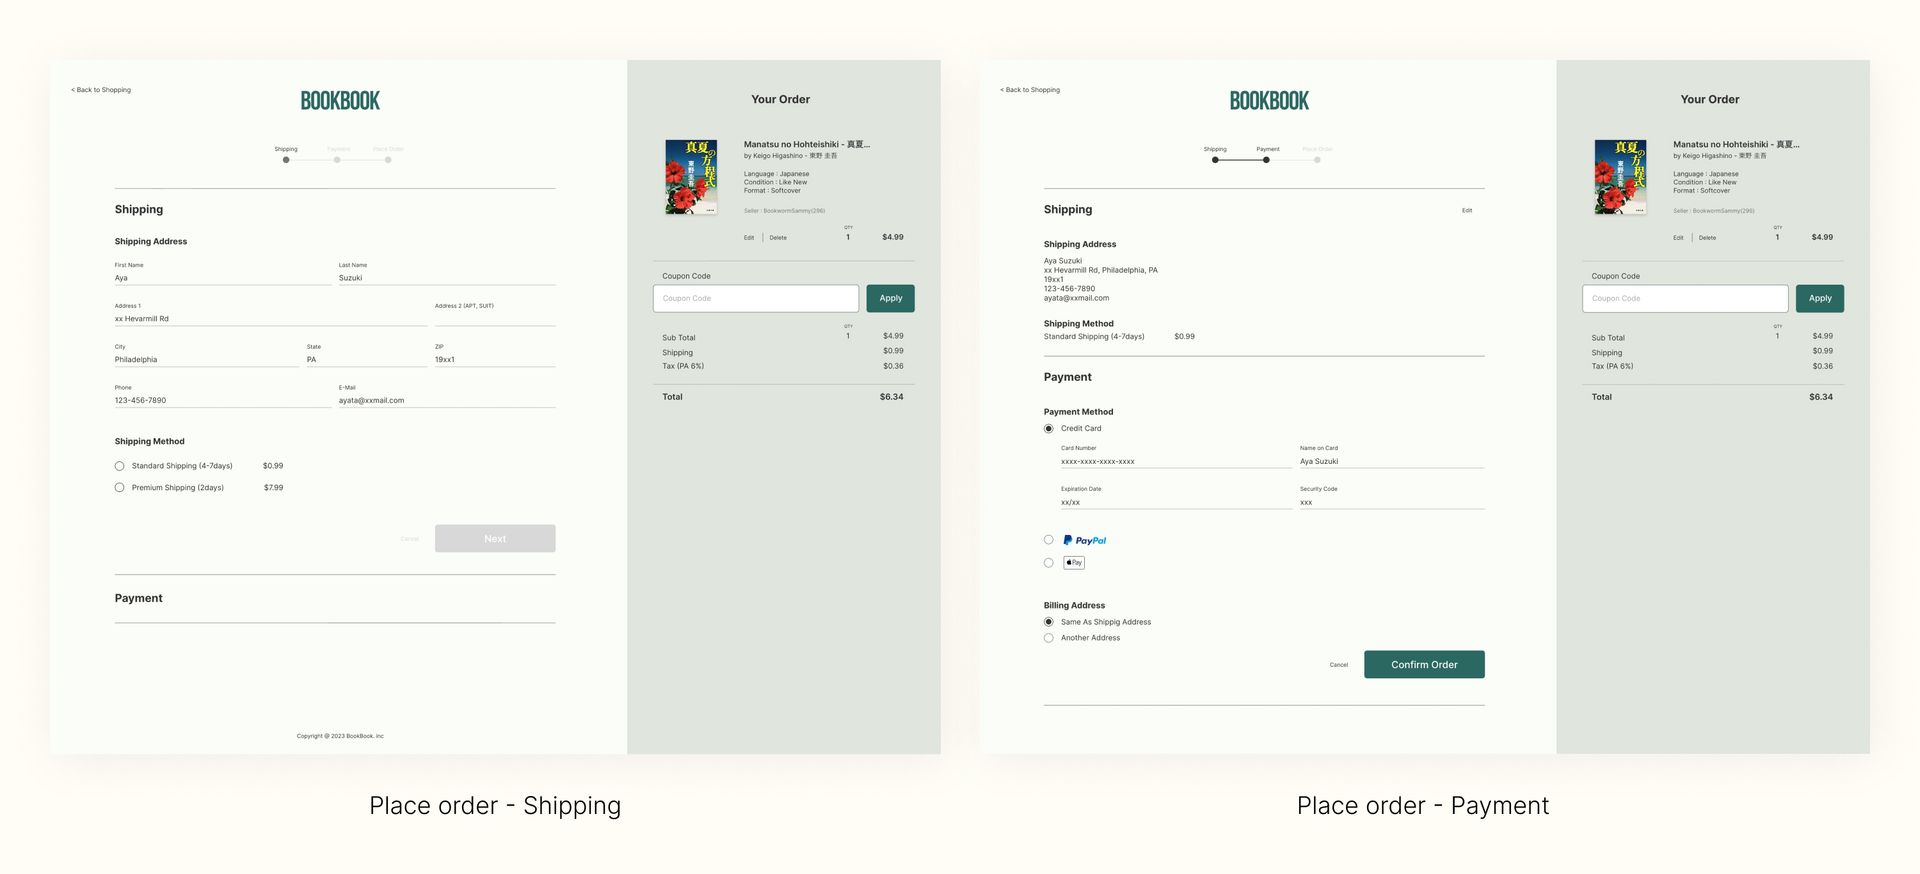 < Back to Shopping
BOOKBOOK
Shipping Payment Place Order
Shipping
Shipping Address
First Name Last Name
Aya Suzuki
Address 1 Address 2 (APT, SUIT)
xx Hevarmill Rd
City State ZIP
Philadelphia PA 19xx1
Phone E-Mail
123-456-7890 ayata@xxmail.com
Shipping Method
Standard Shipping (4-7days) $0.99
Premium Shipping (2days) $7.99
Cancel Next
Payment
Copyright @ 2023 BookBook. inc
Your Order
真夏の方程式
東野圭吾
Manatsu no Hohteishiki - 真夏...
by Keigo Higashino - 東野 圭吾
Language : Japanese
Condition : Like New
Format : Softcover
Seller : BookwormSammy(296)
QTY
Edit | Delete 1 $4.99
Coupon Code
Coupon Code Apply
QTY
Sub Total 1 $4.99
Shipping $0.99
Tax (PA 6%) $0.36
Total $6.34
Place order - Shipping
< Back to Shopping
BOOKBOOK
Shipping Payment Place Order
Shipping Edit
Shipping Address
Aya Suzuki
xx Hevarmill Rd, Philadelphia, PA
19xx1
123-456-7890
ayata@xxmail.com
Shipping Method
Standard Shipping (4-7days) $0.99
Payment
Payment Method
Credit Card
Card Number Name on Card
xxxx-xxxx-xxxx-xxxx Aya Suzuki
Expiration Date Security Code
xx/xx xxx
PayPal
Pay
Billing Address
Same As Shippig Address
Another Address
Cancel Confirm Order
Your Order
真夏の方程式
東野圭吾
Manatsu no Hohteishiki - 真夏...
by Keigo Higashino - 東野 圭吾
Language : Japanese
Condition : Like New
Format : Softcover
Seller : BookwormSammy(296)
QTY
Edit | Delete 1 $4.99
Coupon Code
Coupon Code Apply
QTY
Sub Total 1 $4.99
Shipping $0.99
Tax (PA 6%) $0.36
Total $6.34
Place order - Payment